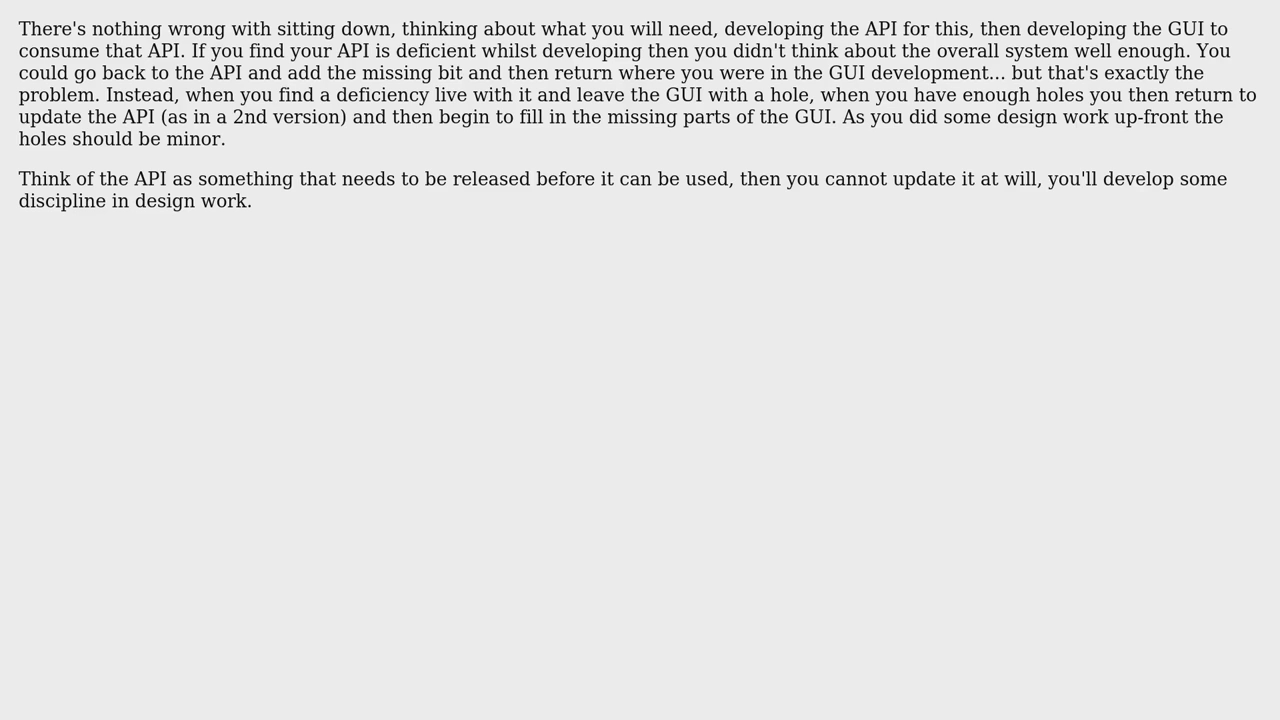 There's nothing wrong with sitting down, thinking about what you will need, developing the API for this, then developing the GUI to
consume that API. If you find your API is deficient whilst developing then you didn't think about the overall system well enough. You
could go back to the API and add the missing bit and then return where you were in the GUI development... but that's exactly the
problem. Instead, when you find a deficiency live with it and leave the GUI with a hole, when you have enough holes you then return to
update the API (as in a 2nd version) and then begin to fill in the missing parts of the GUI. As you did some design work up-front the
holes should be minor.
Think of the API as something that needs to be released before it can be used, then you cannot update it at will, you'll develop some
discipline in design work.